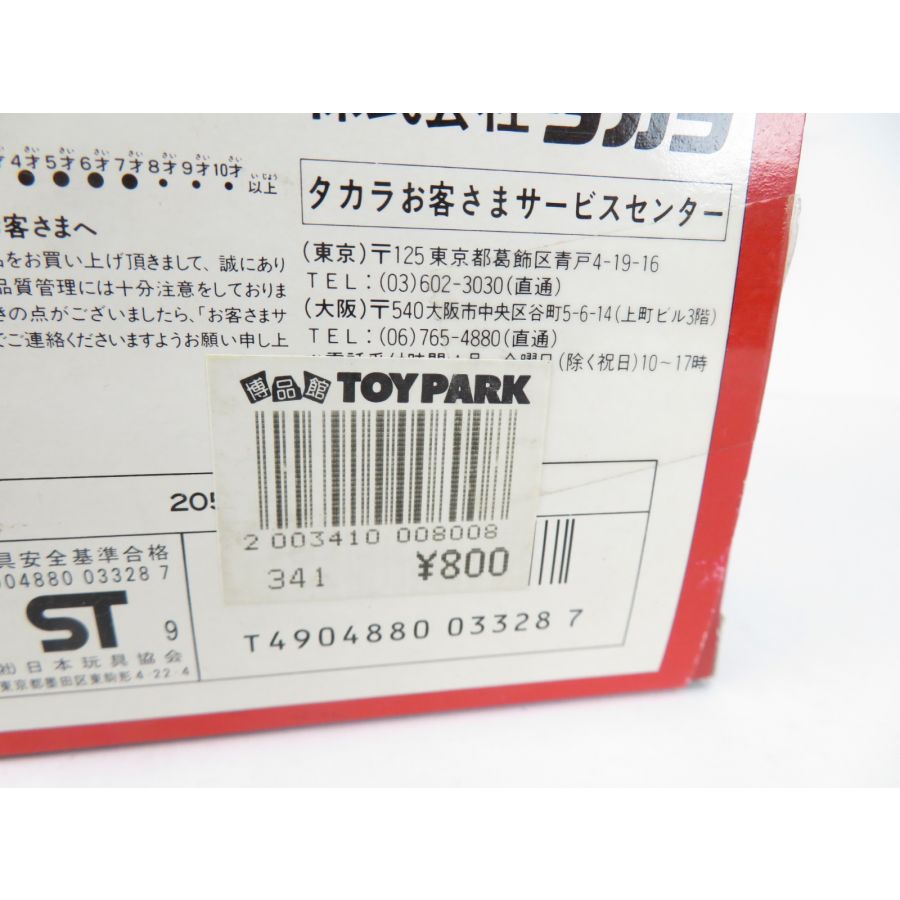 株式会社タカラ
4才5才6才7才8才9才10才以上
タカラお客さまサービスセンター
(東京)〒125 東京都葛飾区青戸4-19-16
TEL:(03)602-3030(直通)
(大阪)〒540大阪市中央区谷町5-6-14(上町ビル3階)
TEL:(06)765-4880(直通)
(除く祝日)10〜17時
客さまへ
をお買い上げ頂きまして、誠にあり
品質管理には十分注意をしておりま
きの点がございましたら、「お客さまサ
でご連絡くださいますようお願い申し上
博品館 TOYPARK
2 003410 008008
341 ¥800
205
具安全基準合格
904880 03328 7
ST 9
日本玩具協会
東京都墨田区東駒形4-22-4
T4904880 03328 7